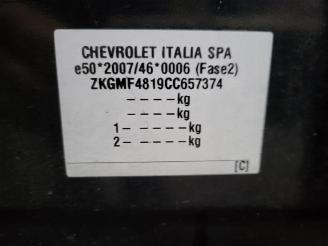 CHEVROLET ITALIA SPA
e50*2007/46*0006 (Fase2)
ZKGMF4819CC657374
----kg
----kg
1-----kg
2- ----kg
[C]